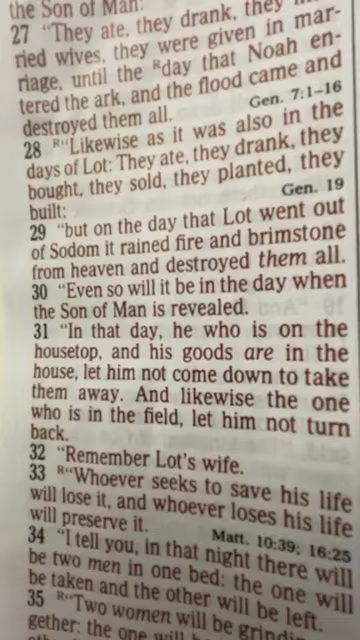 the Son of Man:
27 "They ate, they drank, they
ried wives, they were given in mar-
riage, until the ᴿday that Noah en-
tered the ark, and the flood came and
destroyed them all. Gen. 7:1–16
28 ᴿ"Likewise as it was also in the
days of Lot: They ate, they drank, they
bought, they sold, they planted, they
built; Gen. 19
29 "but on the day that Lot went out
of Sodom it rained fire and brimstone
from heaven and destroyed them all.
30 "Even so will it be in the day when
the Son of Man is revealed.
31 "In that day, he who is on the
housetop, and his goods are in the
house, let him not come down to take
them away. And likewise the one
who is in the field, let him not turn
back.
32 "Remember Lot's wife.
33 ᴿ"Whoever seeks to save his life
will lose it, and whoever loses his life
will preserve it. Matt. 10:39; 16:25
34 "I tell you, in that night there will
be two men in one bed: the one will
be taken and the other will be left.
35 ᴿ"Two women will be
gether: the one